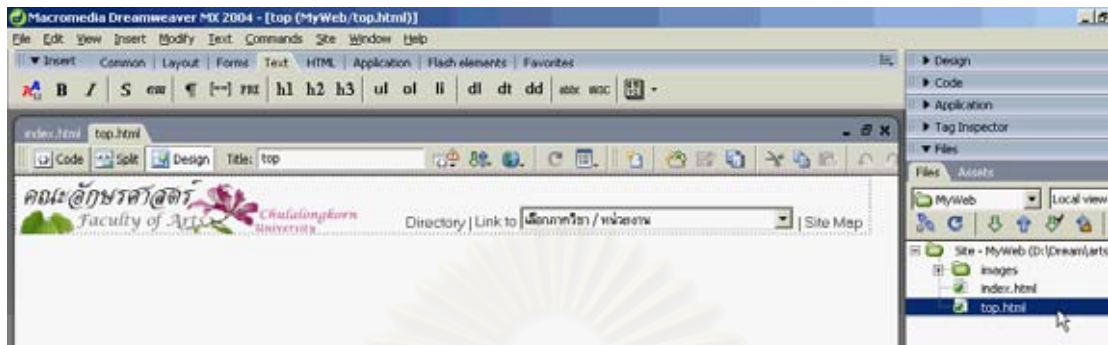 Macromedia Dreamweaver MX 2004 - [top (MyWeb/top.html)]
File Edit View Insert Modify Text Commands Site Window Help
Insert Common Layout Forms Text HTML Application Flash elements Favorites
B I S em ¶ PRE h1 h2 h3 ul ol li dl dt dd
index.html top.html
Code Split Design Title: top
คณะอักษรศาสตร์
Faculty of Arts
Chulalongkorn
University
Directory | Link to เลือกภาควิชา / หน่วยงาน | Site Map
Design
Code
Application
Tag Inspector
Files
Files Assets
MyWeb Local view
Site - MyWeb (D:\Dream\arts
images
index.html
top.html